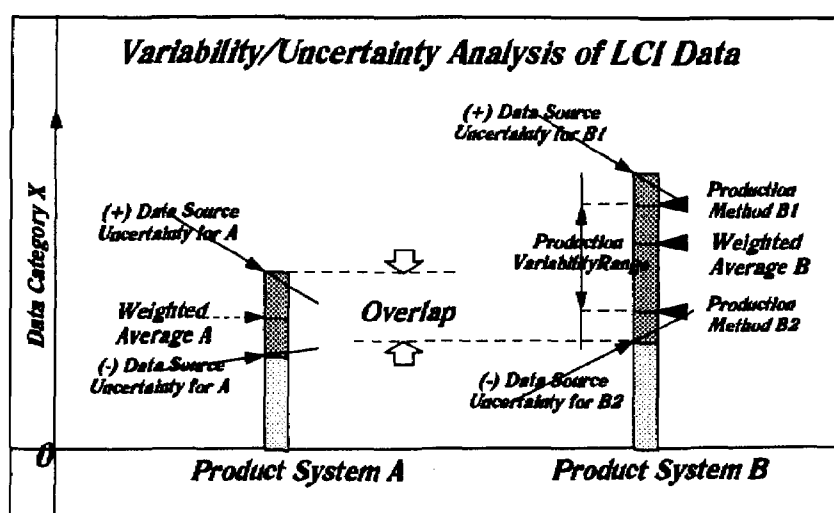 Variability/Uncertainty Analysis of LCI Data
Data Category X
(+) Data Source
Uncertainty for B1
(+) Data Source
Uncertainty for A
Production
Method B1
Production
Variability Range
Weighted
Average B
Weighted
Average A
Overlap
Production
Method B2
(-) Data Source
Uncertainty for A
(-) Data Source
Uncertainty for B2
0
Product System A
Product System B